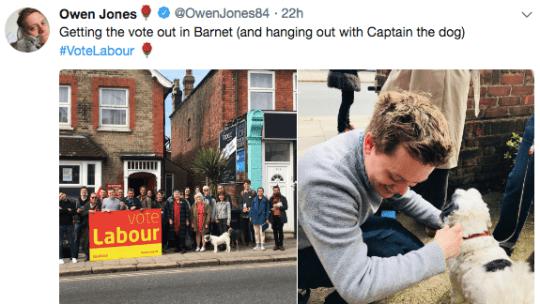 Owen Jones🌹 @OwenJones84 · 22h
Getting the vote out in Barnet (and hanging out with Captain the dog)
#VoteLabour 🌹
vote
Labour